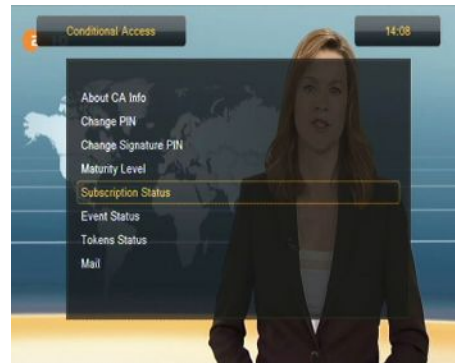 Conditional Access
14:08
About CA Info
Change PIN
Change Signature PIN
Maturity Level
Subscription Status
Event Status
Tokens Status
Mail